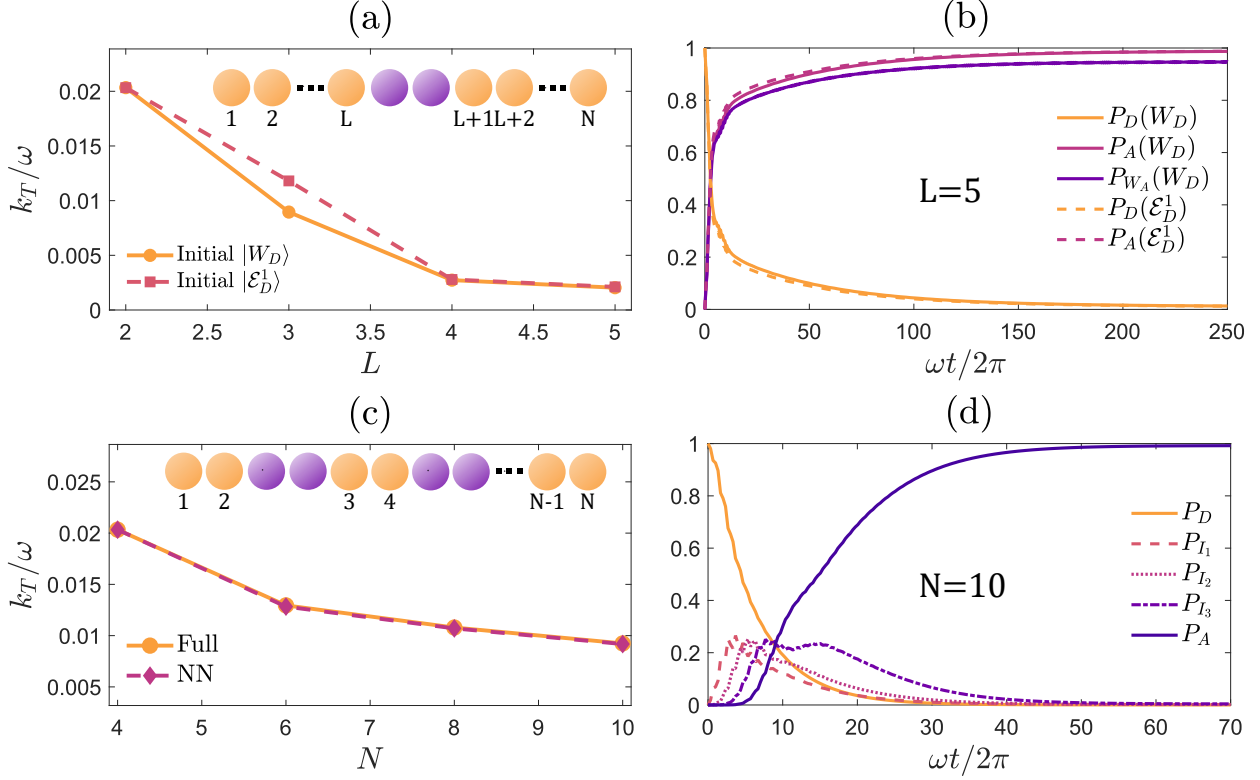 (a)
k_T/ω
0.02
0.015
0.01
0.005
0
1 2 L L+1 L+2 N
Initial |W_D⟩
Initial |ℰ_D^1⟩
2 2.5 3 3.5 4 4.5 5
L
(b)
1
0.8
0.6
0.4
0.2
0
L=5
P_D(W_D)
P_A(W_D)
P_{W_A}(W_D)
P_D(ℰ_D^1)
P_A(ℰ_D^1)
0 50 100 150 200 250
ωt/2π
(c)
k_T/ω
0.025
0.02
0.015
0.01
0.005
1 2 3 4 N-1 N
Full
NN
4 5 6 7 8 9 10
N
(d)
1
0.8
0.6
0.4
0.2
0
N=10
P_D
P_{I_1}
P_{I_2}
P_{I_3}
P_A
0 10 20 30 40 50 60 70
ωt/2π